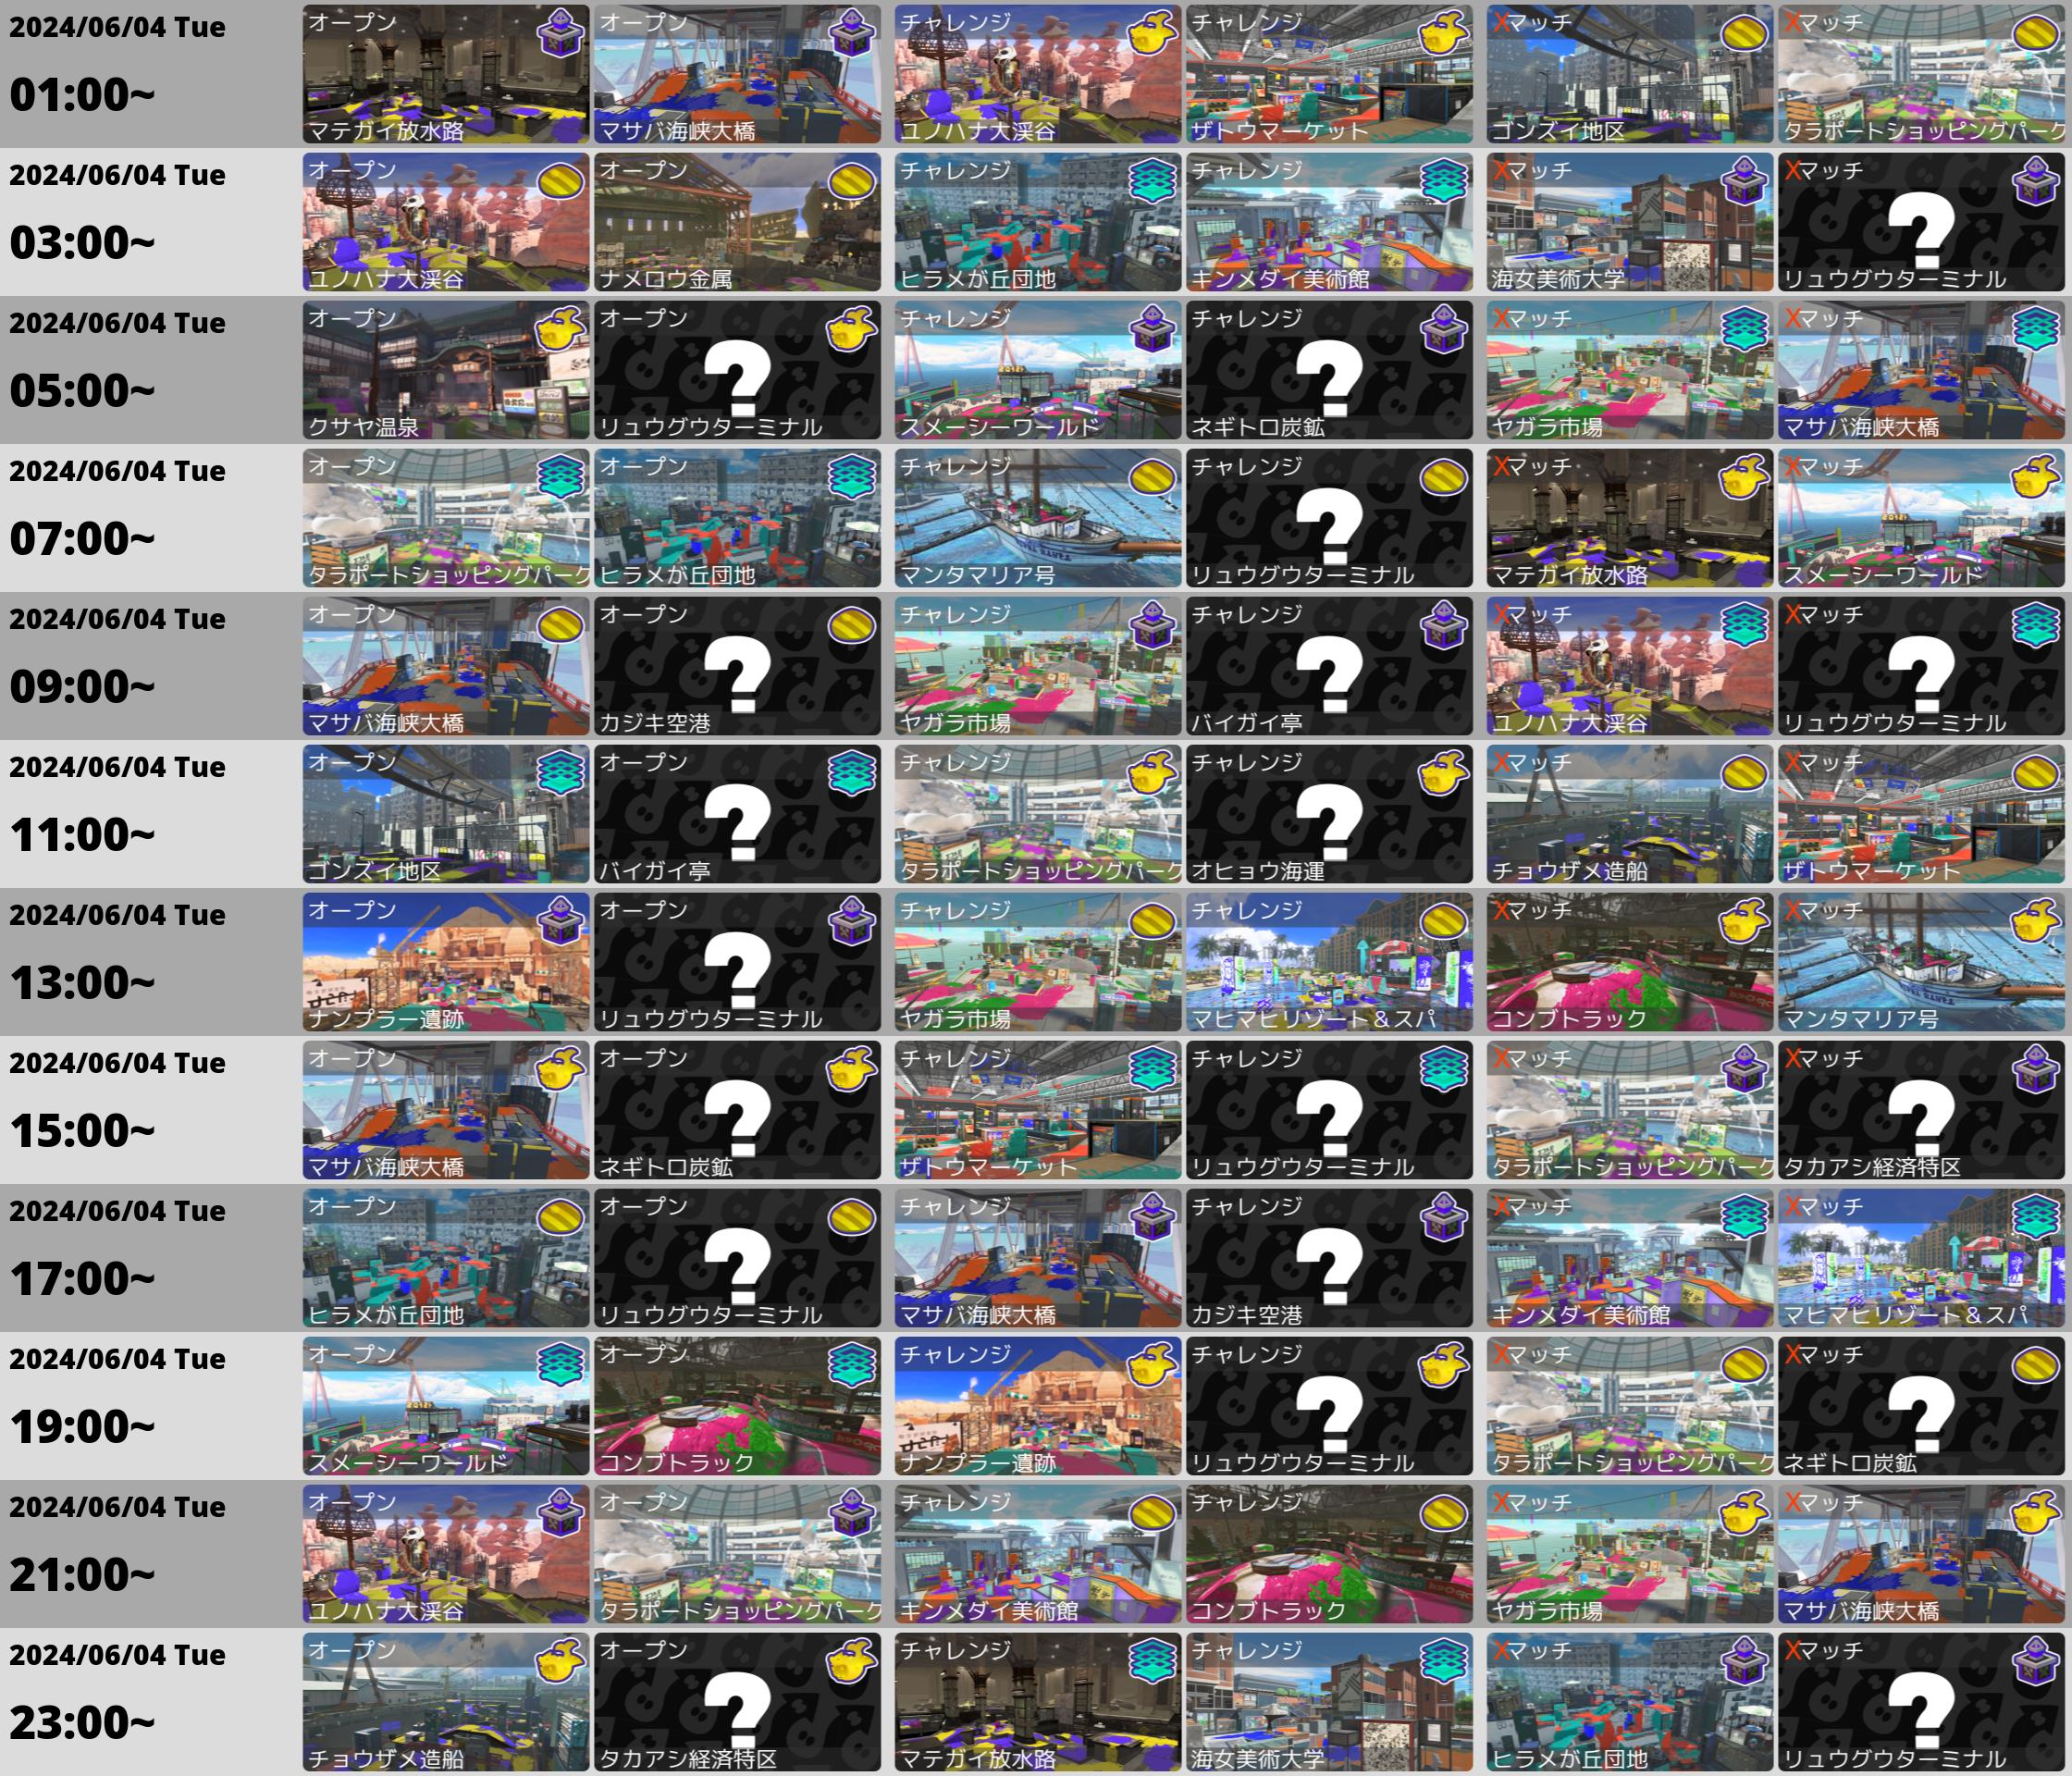 2024/06/04 Tue
01:00~
オープン
マテガイ放水路
オープン
マサバ海峡大橋
チャレンジ
ユノハナ大渓谷
チャレンジ
ザトウマーケット
Xマッチ
ゴンズイ地区
Xマッチ
タラポートショッピングパーク
2024/06/04 Tue
03:00~
オープン
ユノハナ大渓谷
オープン
ナメロウ金属
チャレンジ
ヒラメが丘団地
チャレンジ
キンメダイ美術館
Xマッチ
海女美術大学
Xマッチ
リュウグウターミナル
2024/06/04 Tue
05:00~
オープン
クサヤ温泉
オープン
リュウグウターミナル
チャレンジ
スメーシーワールド
チャレンジ
ネギトロ炭鉱
Xマッチ
ヤガラ市場
Xマッチ
マサバ海峡大橋
2024/06/04 Tue
07:00~
オープン
タラポートショッピングパーク
オープン
ヒラメが丘団地
チャレンジ
マンタマリア号
チャレンジ
リュウグウターミナル
Xマッチ
マテガイ放水路
Xマッチ
スメーシーワールド
2024/06/04 Tue
09:00~
オープン
マサバ海峡大橋
オープン
カジキ空港
チャレンジ
ヤガラ市場
チャレンジ
バイガイ亭
Xマッチ
ユノハナ大渓谷
Xマッチ
リュウグウターミナル
2024/06/04 Tue
11:00~
オープン
ゴンズイ地区
オープン
バイガイ亭
チャレンジ
タラポートショッピングパーク
チャレンジ
オヒョウ海運
Xマッチ
チョウザメ造船
Xマッチ
ザトウマーケット
2024/06/04 Tue
13:00~
オープン
ナンプラー遺跡
オープン
リュウグウターミナル
チャレンジ
ヤガラ市場
チャレンジ
マヒマヒリゾート＆スパ
Xマッチ
コンブトラック
Xマッチ
マンタマリア号
2024/06/04 Tue
15:00~
オープン
マサバ海峡大橋
オープン
ネギトロ炭鉱
チャレンジ
ザトウマーケット
チャレンジ
リュウグウターミナル
Xマッチ
タラポートショッピングパーク
Xマッチ
タカアシ経済特区
2024/06/04 Tue
17:00~
オープン
ヒラメが丘団地
オープン
リュウグウターミナル
チャレンジ
マサバ海峡大橋
チャレンジ
カジキ空港
Xマッチ
キンメダイ美術館
Xマッチ
マヒマヒリゾート＆スパ
2024/06/04 Tue
19:00~
オープン
スメーシーワールド
オープン
コンブトラック
チャレンジ
ナンプラー遺跡
チャレンジ
リュウグウターミナル
Xマッチ
タラポートショッピングパーク
Xマッチ
ネギトロ炭鉱
2024/06/04 Tue
21:00~
オープン
ユノハナ大渓谷
オープン
タラポートショッピングパーク
チャレンジ
キンメダイ美術館
チャレンジ
コンブトラック
Xマッチ
ヤガラ市場
Xマッチ
マサバ海峡大橋
2024/06/04 Tue
23:00~
オープン
チョウザメ造船
オープン
タカアシ経済特区
チャレンジ
マテガイ放水路
チャレンジ
海女美術大学
Xマッチ
ヒラメが丘団地
Xマッチ
リュウグウターミナル